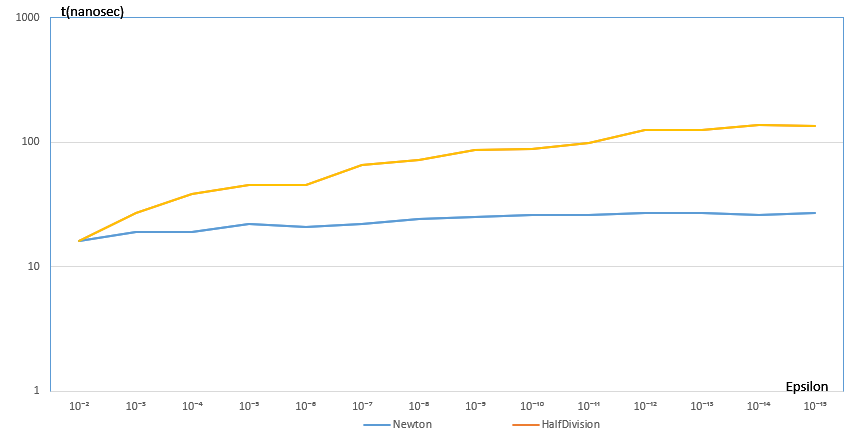 t(nanosec)
1000
100
10
1
Epsilon
10⁻² 10⁻³ 10⁻⁴ 10⁻⁵ 10⁻⁶ 10⁻⁷ 10⁻⁸ 10⁻⁹ 10⁻¹⁰ 10⁻¹¹ 10⁻¹² 10⁻¹³ 10⁻¹⁴ 10⁻¹⁵
Newton HalfDivision